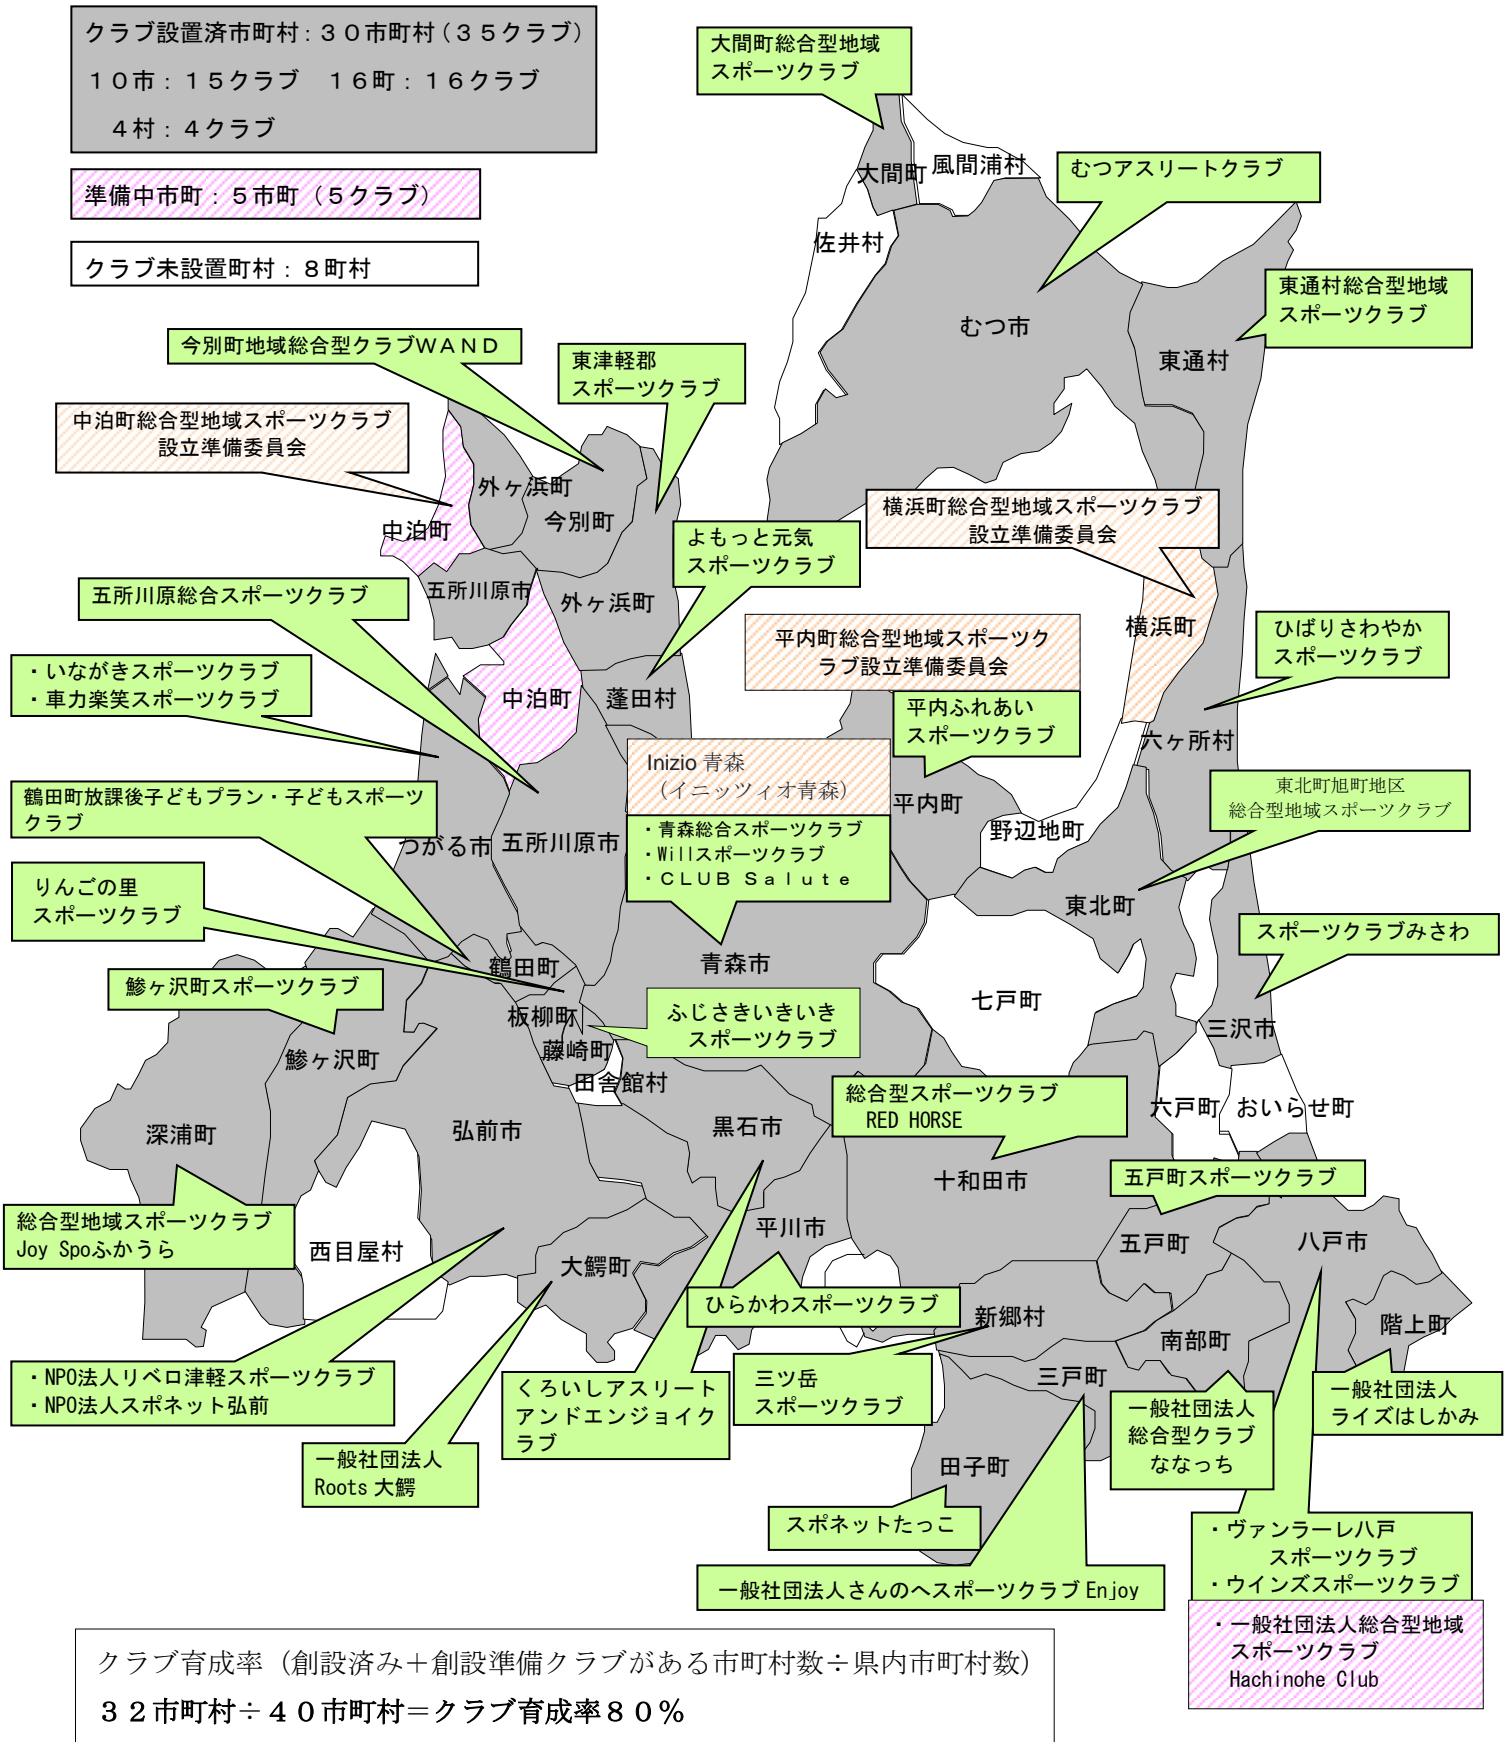 クラブ設置済市町村：３０市町村（３５クラブ）
１０市：１５クラブ　１６町：１６クラブ
４村：４クラブ
準備中市町：５市町（５クラブ）
クラブ未設置町村：８町村
大間町総合型地域
スポーツクラブ
大間町
風間浦村
むつアスリートクラブ
佐井村
東通村総合型地域
スポーツクラブ
むつ市
東通村
今別町地域総合型クラブＷＡＮＤ
東津軽郡
スポーツクラブ
中泊町総合型地域スポーツクラブ
設立準備委員会
外ヶ浜町
今別町
中泊町
横浜町総合型地域スポーツクラブ
設立準備委員会
よもっと元気
スポーツクラブ
五所川原総合スポーツクラブ
五所川原市
外ヶ浜町
横浜町
平内町総合型地域スポーツク
ラブ設立準備委員会
ひばりさわやか
スポーツクラブ
・いながきスポーツクラブ
・車力楽笑スポーツクラブ
中泊町
蓬田村
平内ふれあい
スポーツクラブ
六ヶ所村
Inizio 青森
（イニッツィオ青森）
・青森総合スポーツクラブ
・Willスポーツクラブ
・ＣＬＵＢ Ｓａｌｕｔｅ
平内町
野辺地町
東北町旭町地区
総合型地域スポーツクラブ
鶴田町放課後子どもプラン・子どもスポーツ
クラブ
つがる市
五所川原市
りんごの里
スポーツクラブ
東北町
スポーツクラブみさわ
青森市
鶴田町
鯵ヶ沢町スポーツクラブ
七戸町
板柳町
ふじさきいきいき
スポーツクラブ
三沢市
藤崎町
鯵ヶ沢町
田舎館村
総合型スポーツクラブ
RED HORSE
六戸町
おいらせ町
深浦町
弘前市
黒石市
十和田市
五戸町スポーツクラブ
総合型地域スポーツクラブ
Joy Spoふかうら
西目屋村
平川市
五戸町
八戸市
大鰐町
ひらかわスポーツクラブ
新郷村
南部町
階上町
・NPO法人リベロ津軽スポーツクラブ
・NPO法人スポネット弘前
くろいしアスリート
アンドエンジョイク
ラブ
三ツ岳
スポーツクラブ
三戸町
一般社団法人
総合型クラブ
ななっち
一般社団法人
ライズはしかみ
一般社団法人
Roots 大鰐
田子町
スポネットたっこ
・ヴァンラーレ八戸
スポーツクラブ
・ウインズスポーツクラブ
一般社団法人さんのへスポーツクラブ Enjoy
・一般社団法人総合型地域
スポーツクラブ
Hachinohe Club
クラブ育成率（創設済み＋創設準備クラブがある市町村数÷県内市町村数）
３２市町村÷４０市町村＝クラブ育成率８０％